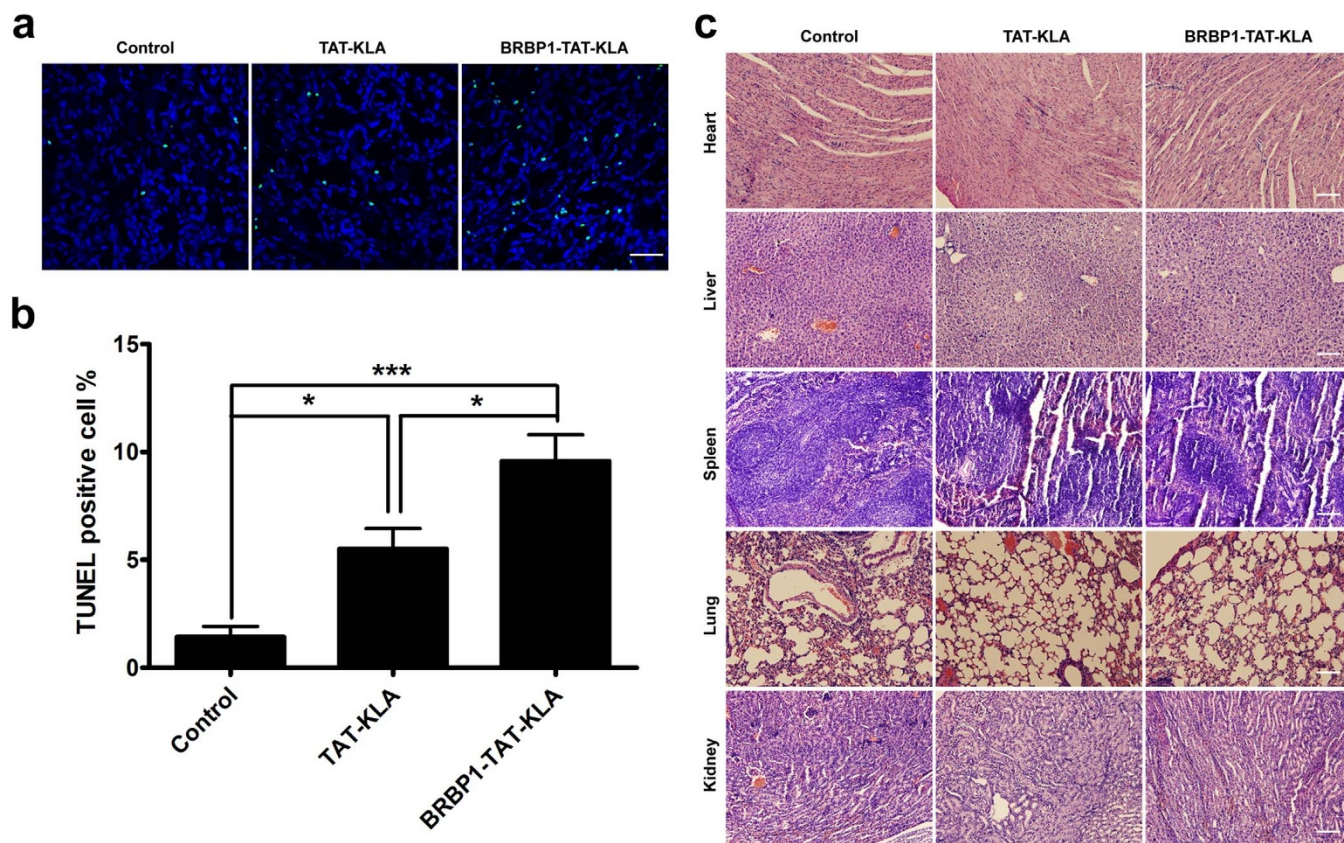 a
Control TAT-KLA BRBP1-TAT-KLA
b
TUNEL positive cell %
15
10
5
0
***
* *
Control
TAT-KLA
BRBP1-TAT-KLA
c
Control TAT-KLA BRBP1-TAT-KLA
Heart
Liver
Spleen
Lung
Kidney